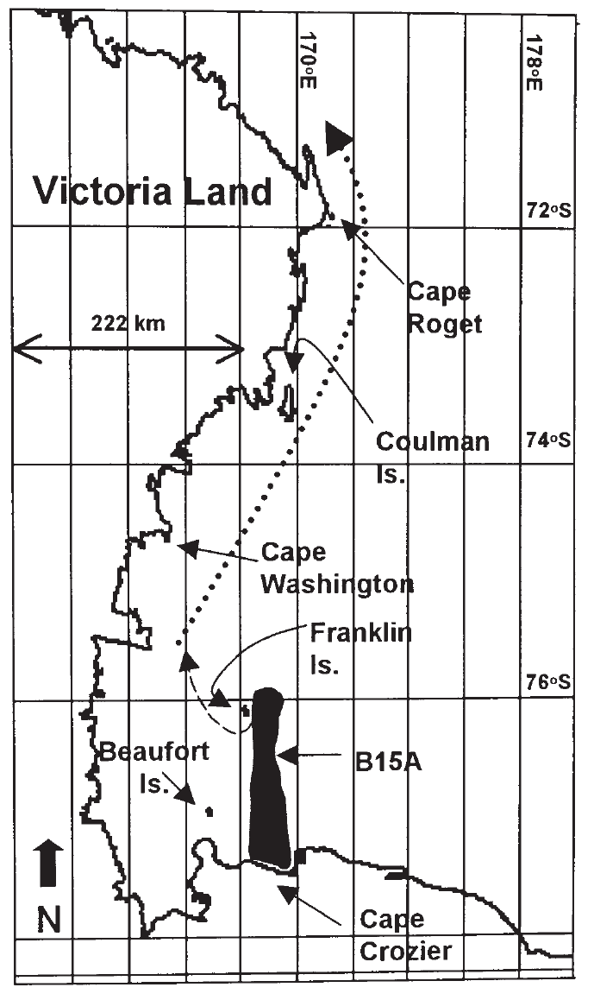 170°E
178°E
Victoria Land
72°S
Cape
Roget
222 km
74°S
Coulman
Is.
Cape
Washington
Franklin
Is.
76°S
Beaufort
Is.
B15A
N
Cape
Crozier